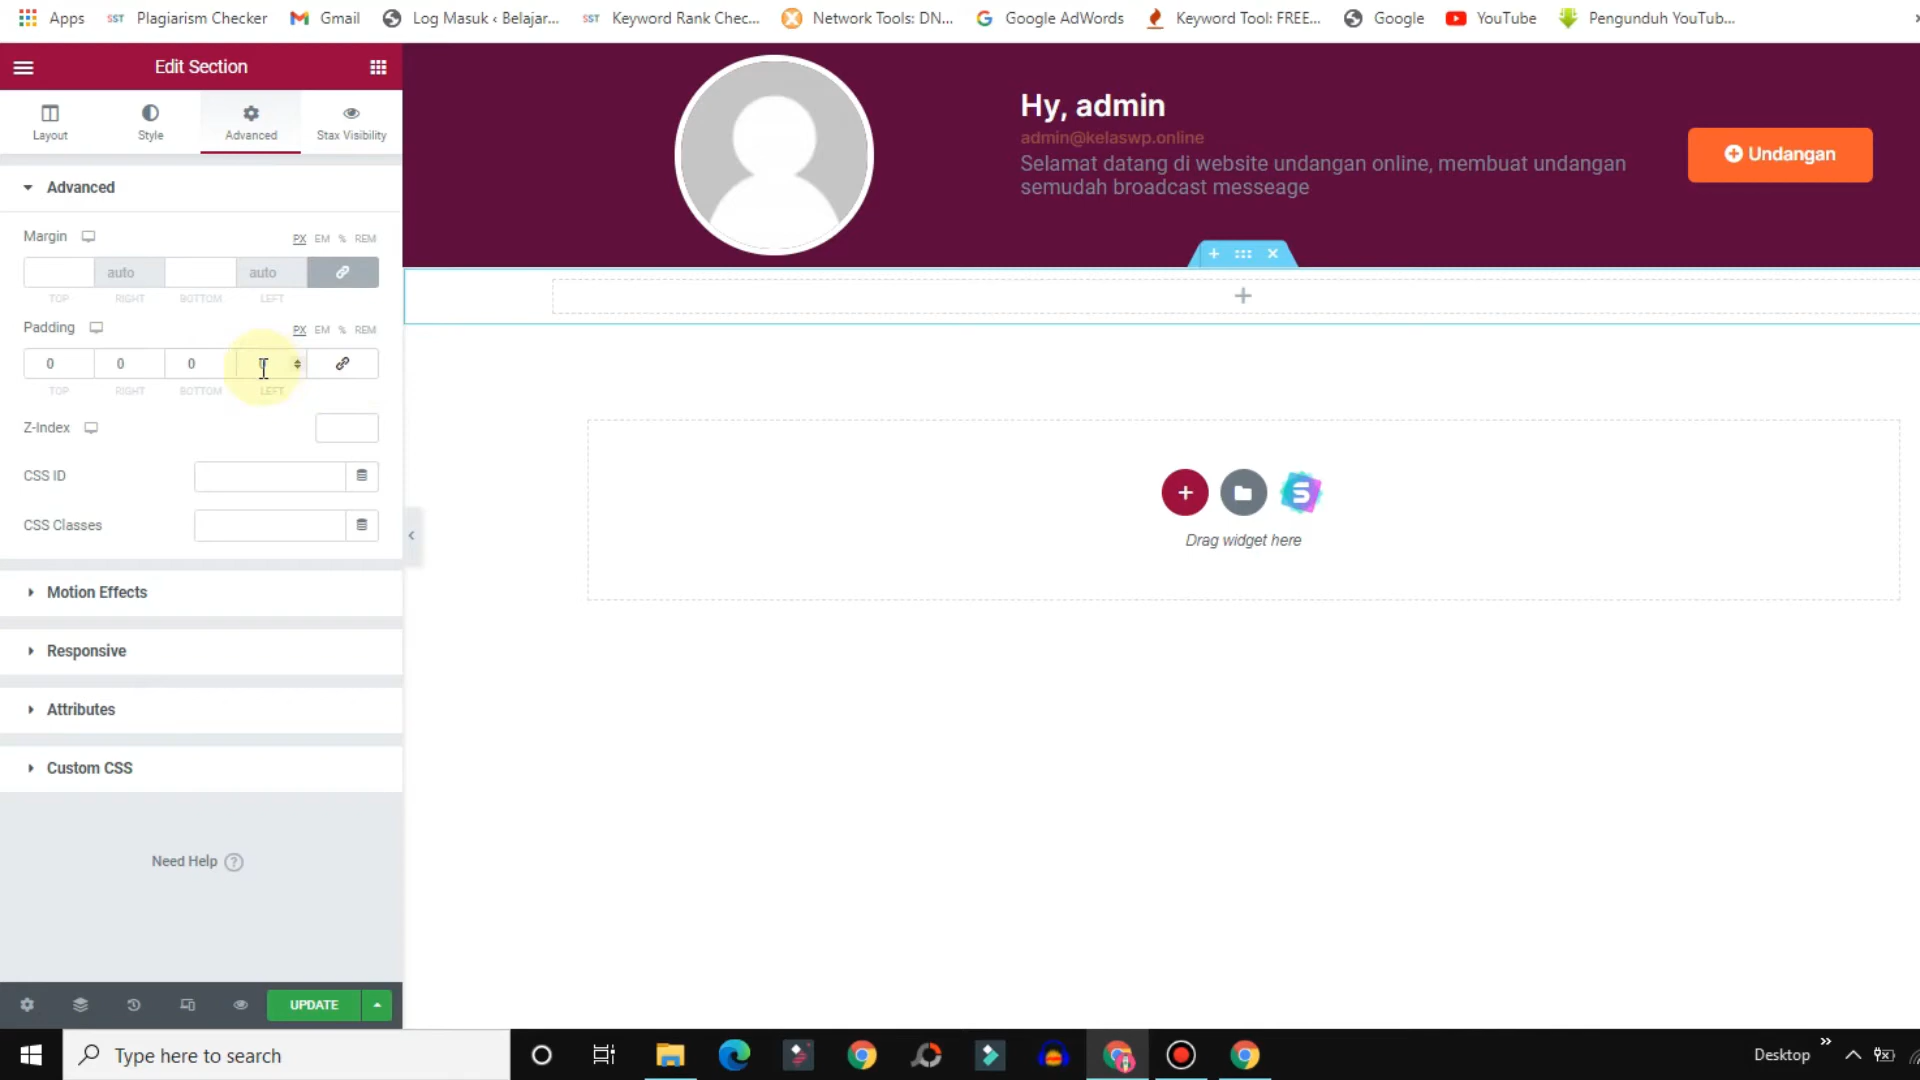 Apps Plagiarism Checker Gmail Log Masuk ‹ Belajar... Keyword Rank Chec... Network Tools: DN... Google AdWords Keyword Tool: FREE... Google YouTube Pengunduh YouTub...
Edit Section
Layout Style Advanced Stax Visibility
Advanced
Margin PX EM % REM
auto auto
TOP RIGHT BOTTOM LEFT
Padding PX EM % REM
0 0 0
TOP RIGHT BOTTOM LEFT
Z-Index
CSS ID
CSS Classes
Motion Effects
Responsive
Attributes
Custom CSS
Need Help ?
UPDATE
Hy, admin
admin@kelaswp.online
Selamat datang di website undangan online, membuat undangan
semudah broadcast messeage
Undangan
Drag widget here
Type here to search
Desktop